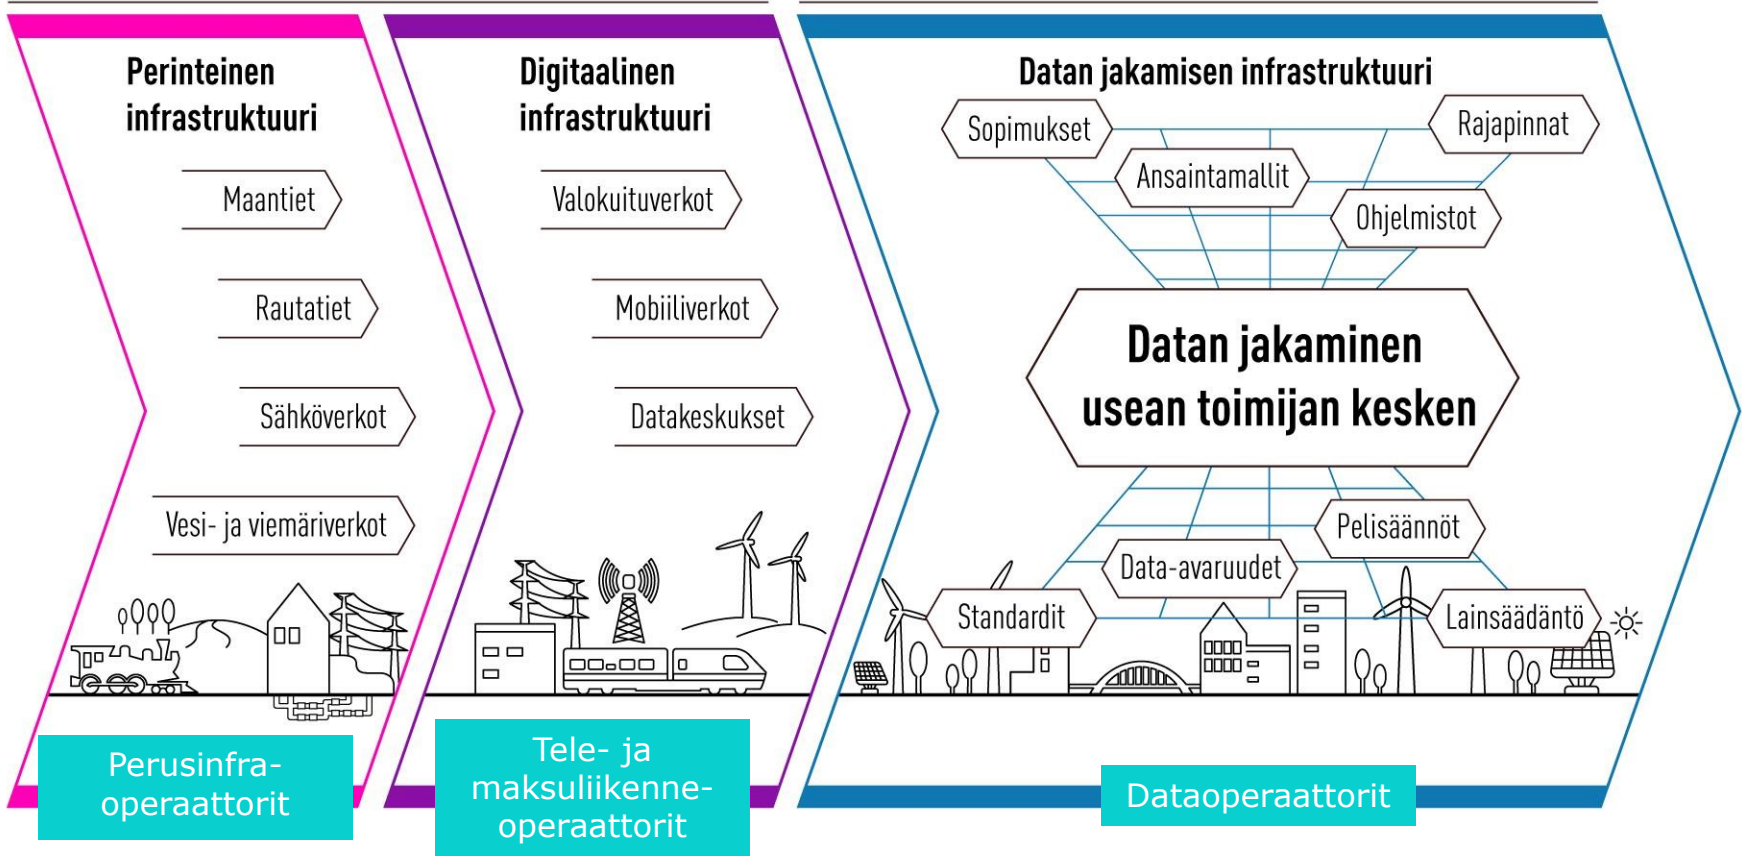 Perinteinen
infrastruktuuri
Maantiet
Rautatiet
Sähköverkot
Vesi- ja viemäriverkot
Perusinfra-
operaattorit
Digitaalinen
infrastruktuuri
Valokuituverkot
Mobiiliverkot
Datakeskukset
Tele- ja
maksuliikenne-
operaattorit
Datan jakamisen infrastruktuuri
Sopimukset
Rajapinnat
Ansaintamallit
Ohjelmistot
Datan jakaminen
usean toimijan kesken
Pelisäännöt
Data-avaruudet
Standardit
Lainsäädäntö
Dataoperaattorit